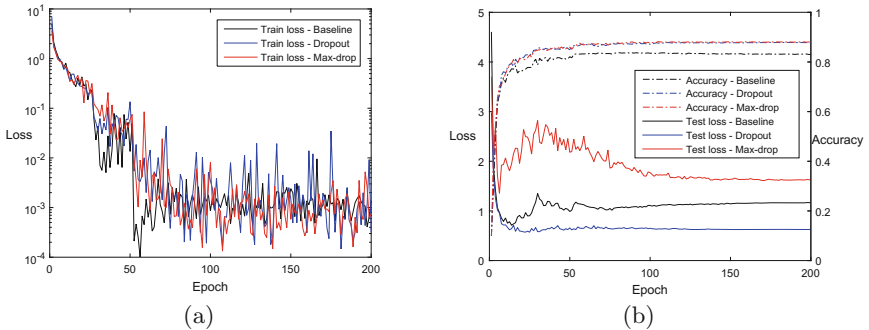 10^1
10^0
10^-1
10^-2
10^-3
10^-4
Loss
0 50 100 150 200
Epoch
Train loss - Baseline
Train loss - Dropout
Train loss - Max-drop
(a)
5
4
3
2
1
0
Loss
0 50 100 150 200
Epoch
1
0.8
0.6
0.4
0.2
0
Accuracy
Accuracy - Baseline
Accuracy - Dropout
Accuracy - Max-drop
Test loss - Baseline
Test loss - Dropout
Test loss - Max-drop
(b)